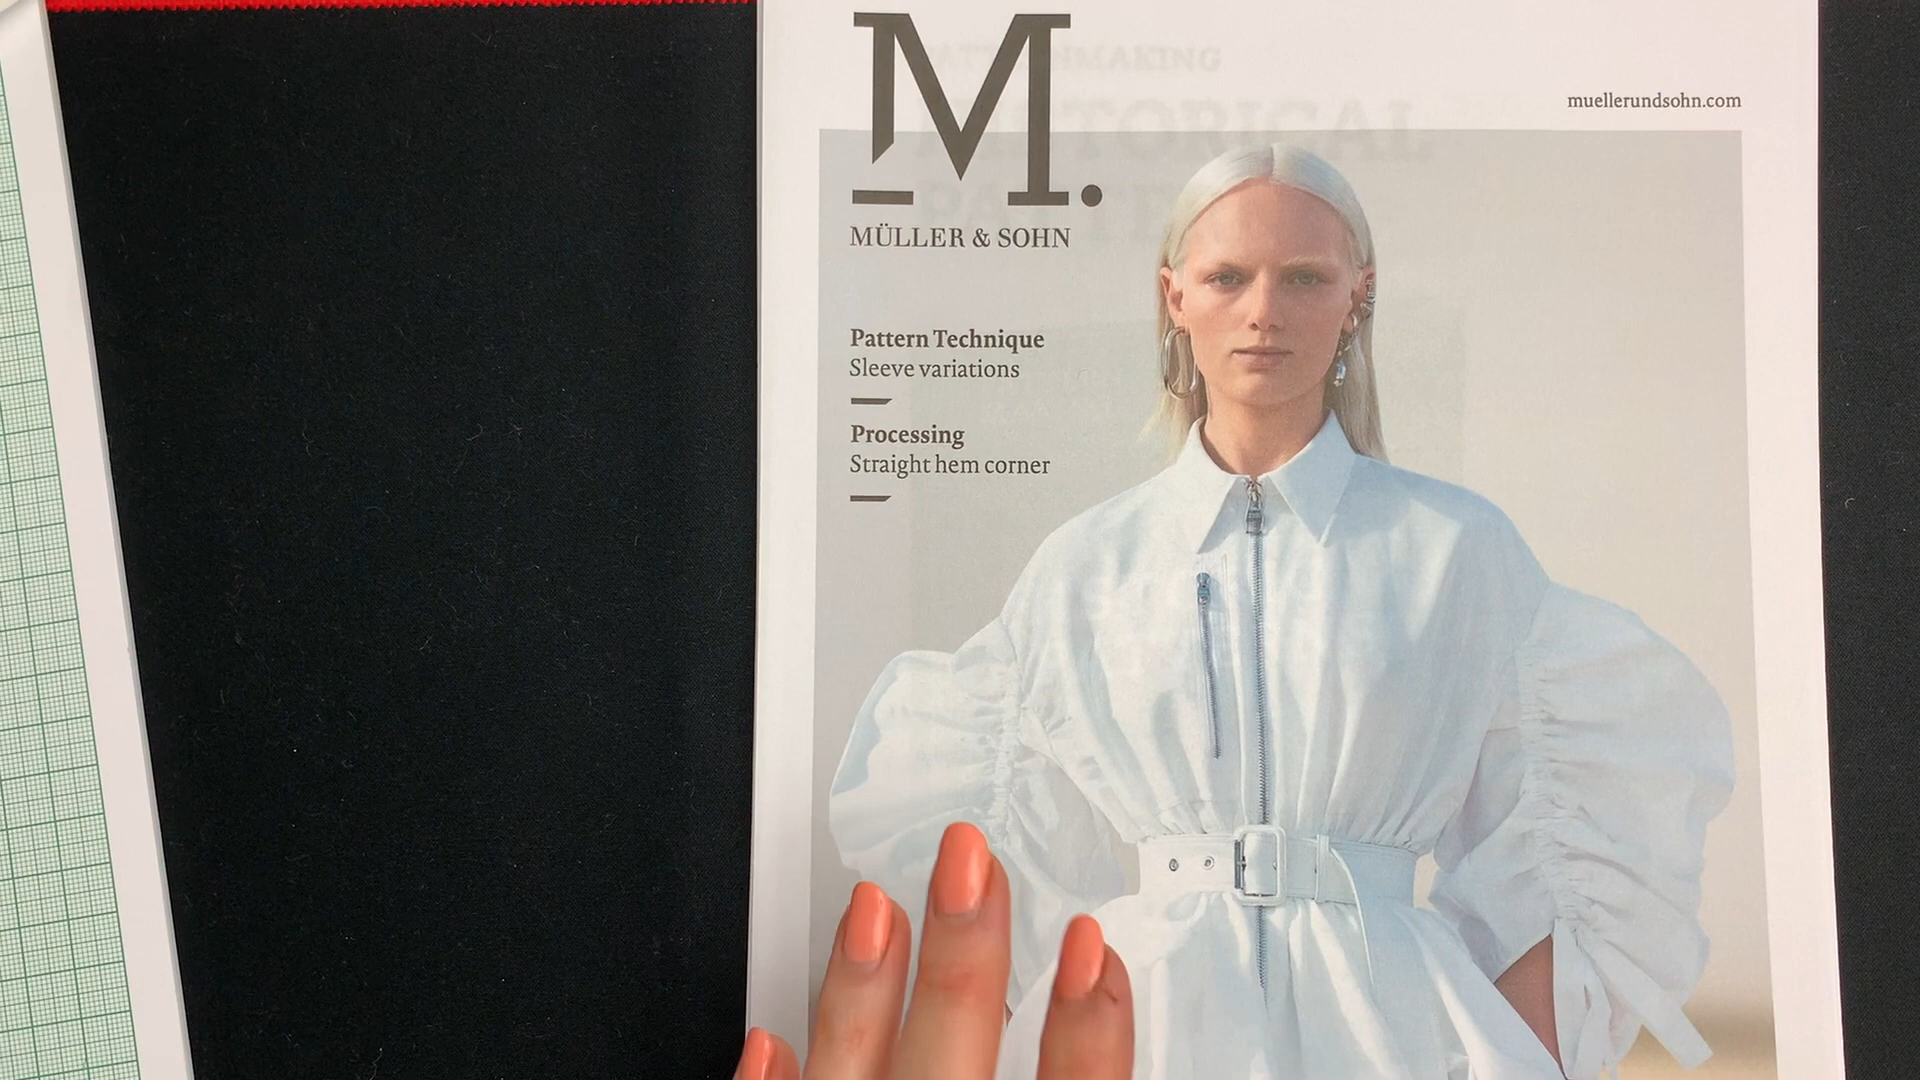 M.
muellerundsohn.com
MÜLLER & SOHN
Pattern Technique
Sleeve variations
Processing
Straight hem corner